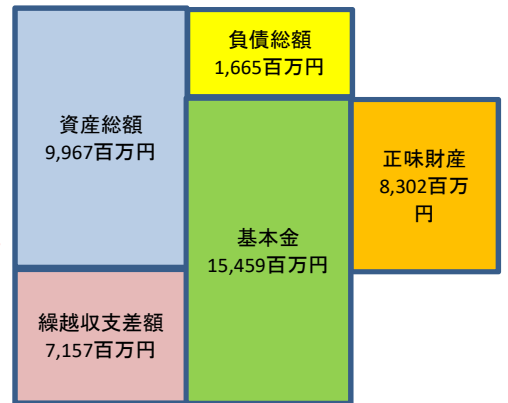 資産総額
9,967百万円
負債総額
1,665百万円
基本金
15,459百万円
正味財産
8,302百万
円
繰越収支差額
7,157百万円